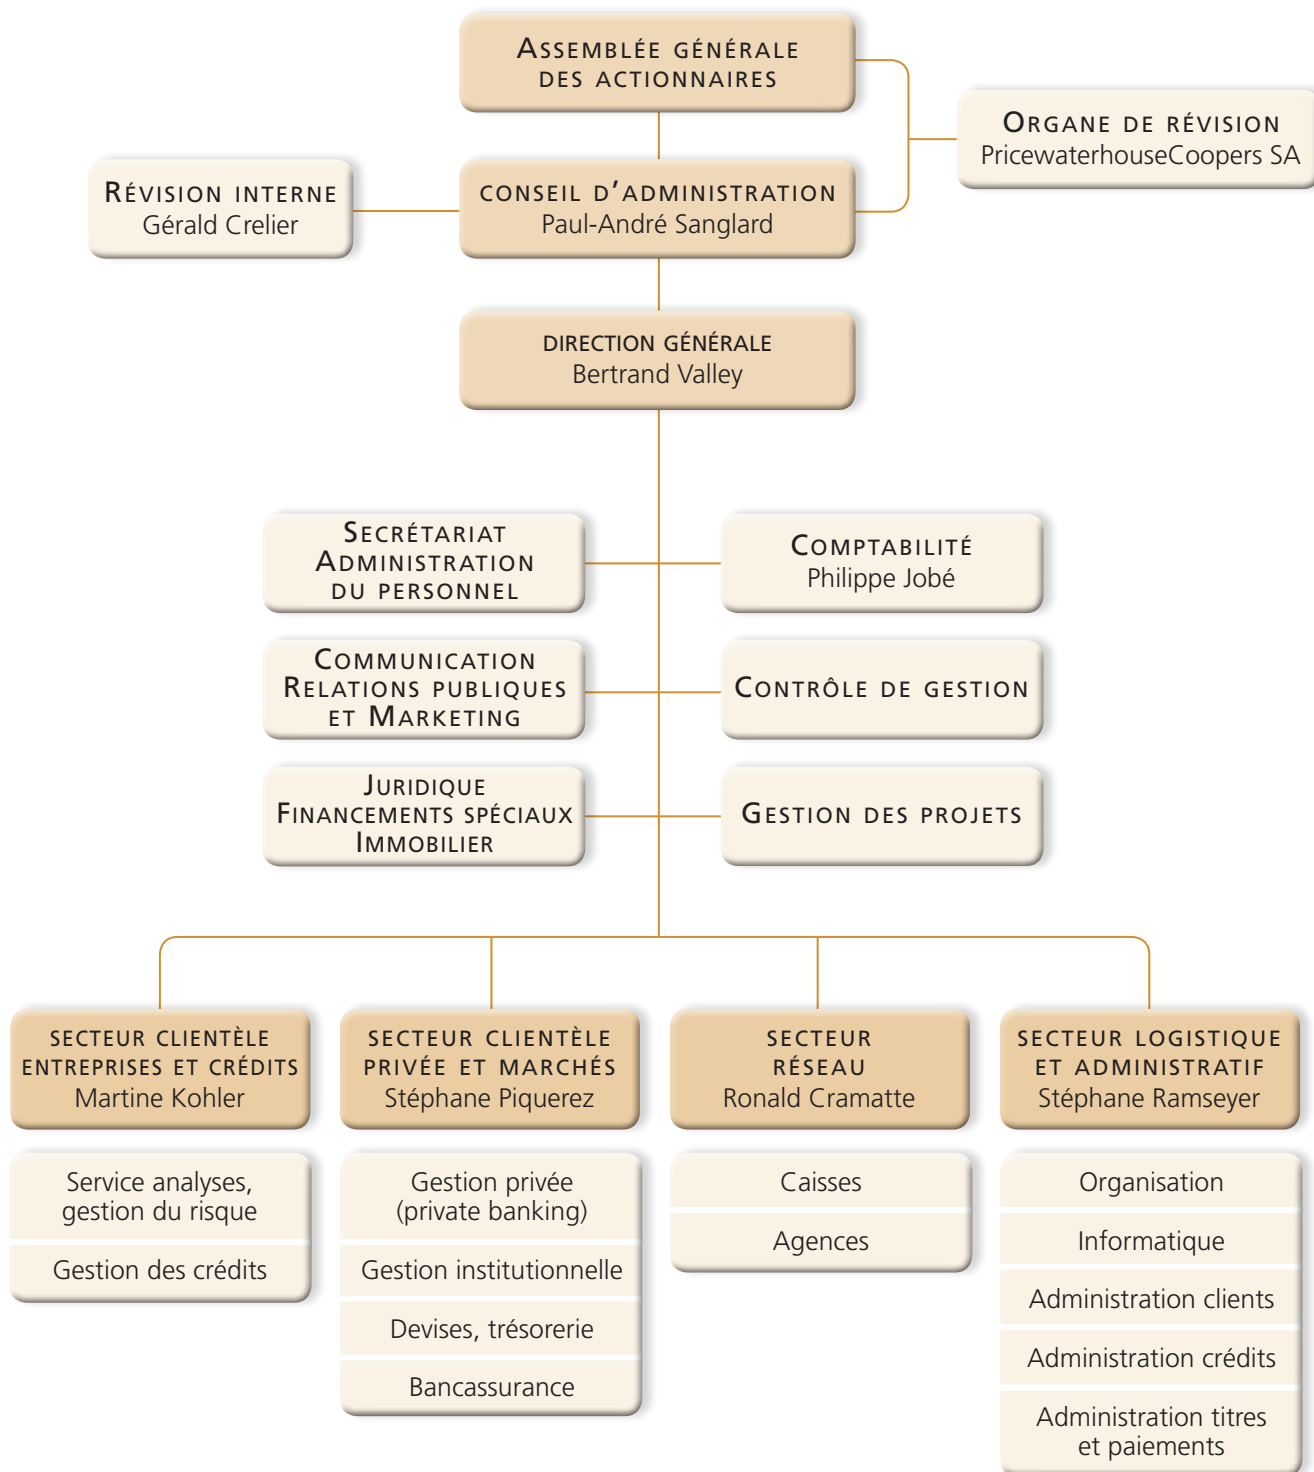 Assemblée générale
des actionnaires
Organe de révision
PricewaterhouseCoopers SA
Révision interne
Gérald Crelier
conseil d'administration
Paul-André Sanglard
direction générale
Bertrand Valley
Secrétariat
Administration
du personnel
Comptabilité
Philippe Jobé
Communication
Relations publiques
et Marketing
Contrôle de gestion
Juridique
Financements spéciaux
Immobilier
Gestion des projets
secteur clientèle
entreprises et crédits
Martine Kohler
Service analyses,
gestion du risque
Gestion des crédits
secteur clientèle
privée et marchés
Stéphane Piquerez
Gestion privée
(private banking)
Gestion institutionnelle
Devises, trésorerie
Bancassurance
secteur
réseau
Ronald Cramatte
Caisses
Agences
secteur logistique
et administratif
Stéphane Ramseyer
Organisation
Informatique
Administration clients
Administration crédits
Administration titres
et paiements